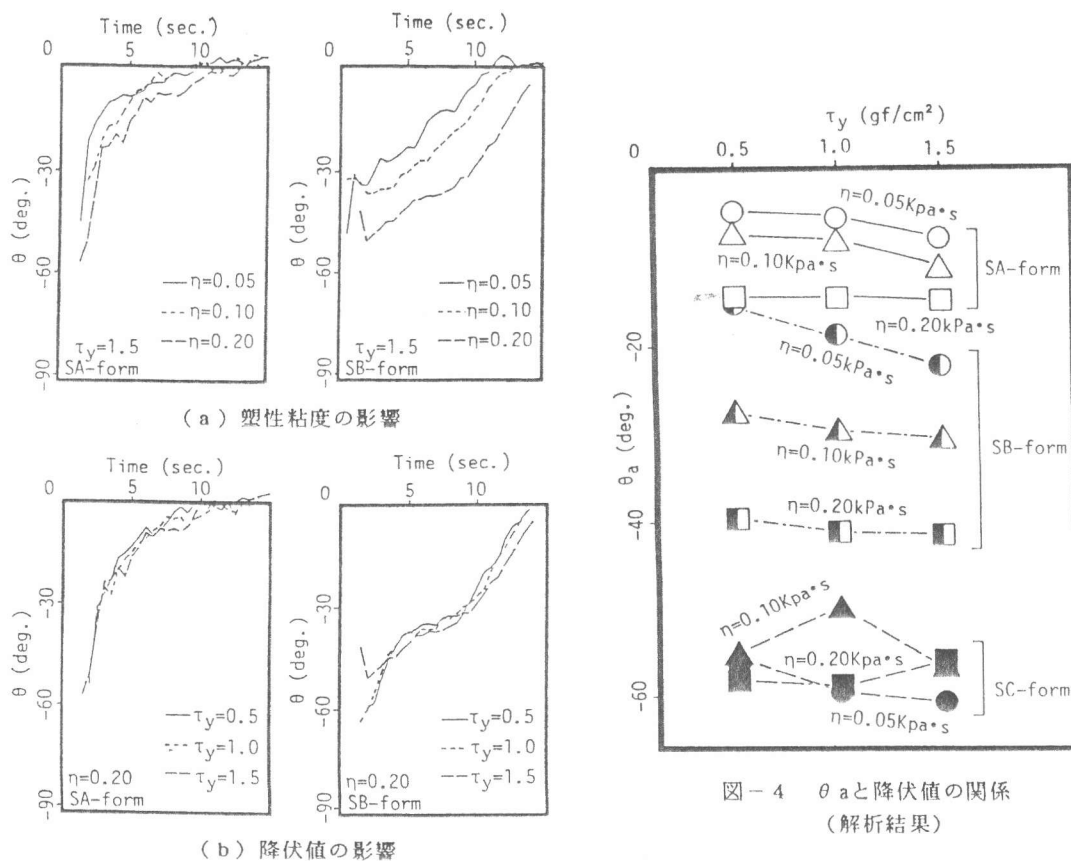 Time (sec.)
0 5 10
0
-30
-60
-90
θ (deg.)
η=0.05
η=0.10
η=0.20
τy=1.5
SA-form
Time (sec.)
0 5 10
0
-30
-60
-90
θ (deg.)
η=0.05
η=0.10
η=0.20
τy=1.5
SB-form
(a) 塑性粘度の影響
Time (sec.)
0 5 10
-30
-60
-90
θ (deg.)
τy=0.5
τy=1.0
τy=1.5
η=0.20
SA-form
Time (sec.)
0 5 10
-30
-60
-90
θ (deg.)
τy=0.5
τy=1.0
τy=1.5
η=0.20
SB-form
(b) 降伏値の影響
τy (gf/cm²)
0 0.5 1.0 1.5
-20
-40
-60
θa (deg.)
η=0.05Kpa•s
η=0.10Kpa•s
η=0.20kPa•s
SA-form
η=0.05kPa•s
η=0.10kPa•s
η=0.20kPa•s
SB-form
η=0.10Kpa•s
η=0.20Kpa•s
η=0.05Kpa•s
SC-form
図-4 θaと降伏値の関係
(解析結果)